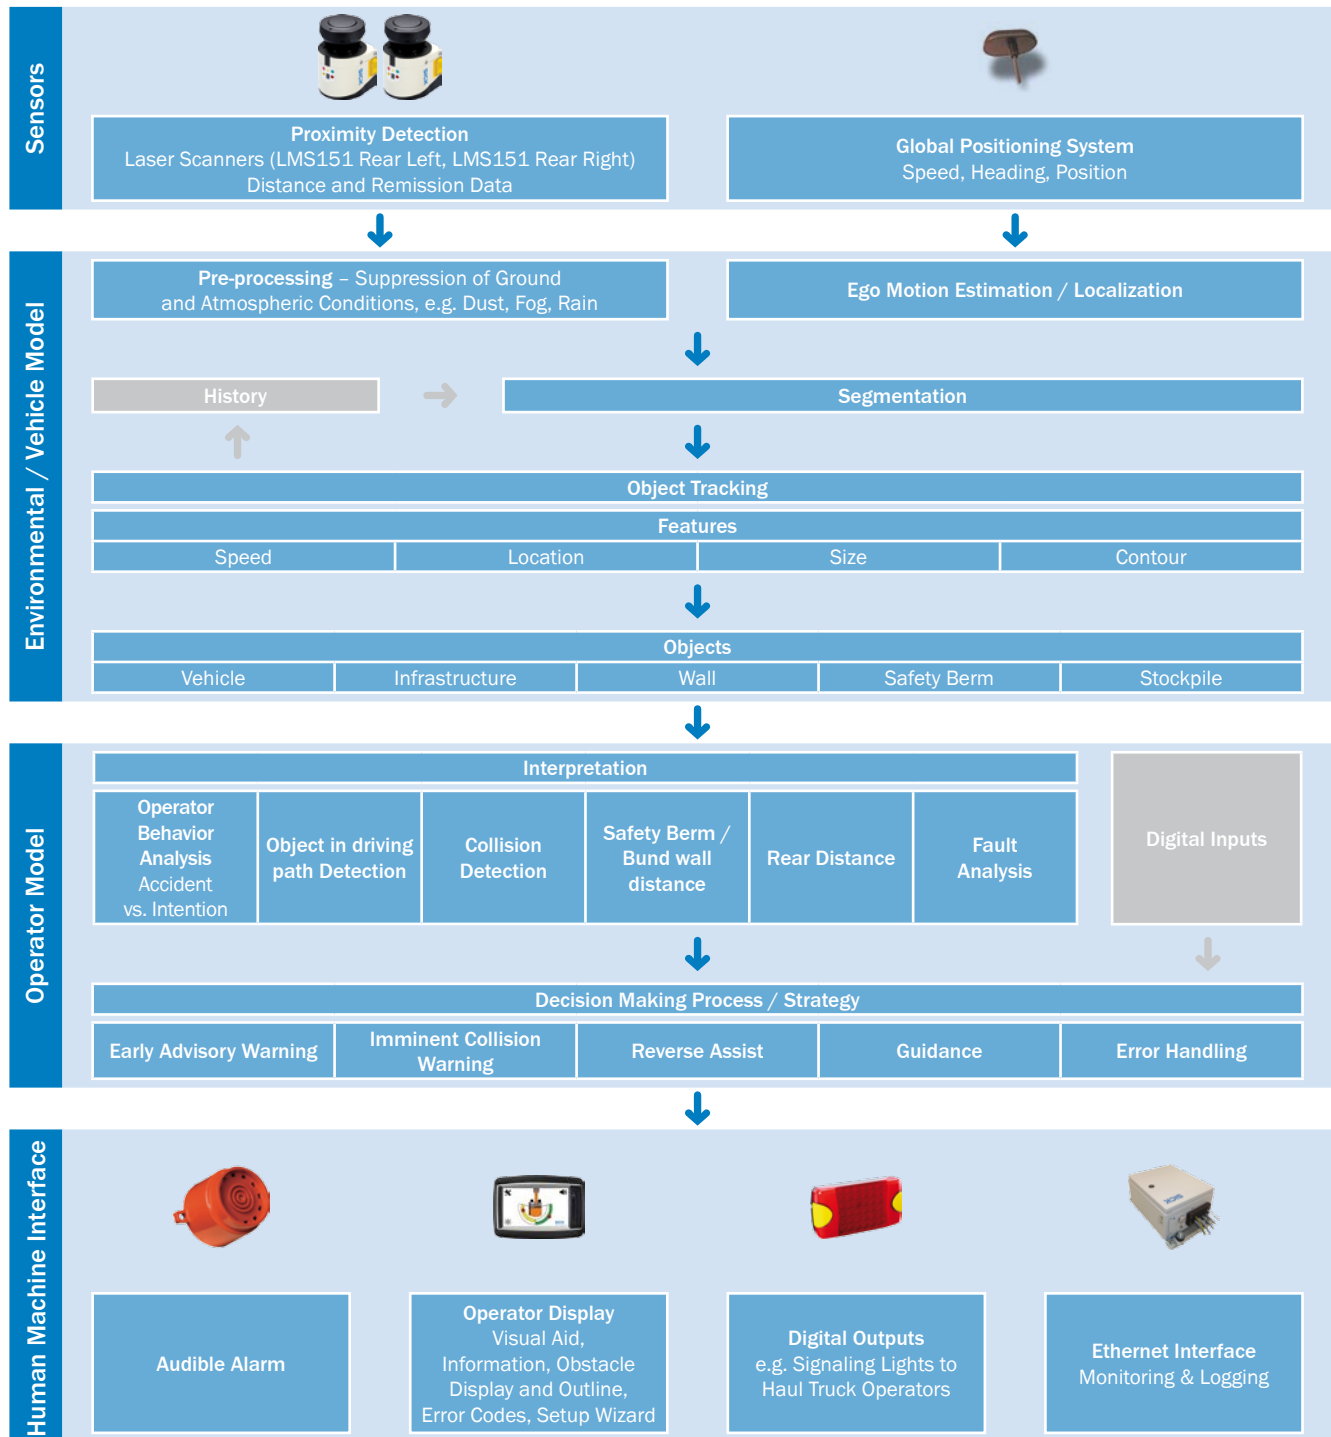 Sensors
Proximity Detection
Laser Scanners (LMS151 Rear Left, LMS151 Rear Right)
Distance and Remission Data
Global Positioning System
Speed, Heading, Position
Environmental / Vehicle Model
Pre-processing – Suppression of Ground
and Atmospheric Conditions, e.g. Dust, Fog, Rain
Ego Motion Estimation / Localization
History
Segmentation
Object Tracking
Features
Speed
Location
Size
Contour
Objects
Vehicle
Infrastructure
Wall
Safety Berm
Stockpile
Operator Model
Interpretation
Operator
Behavior
Analysis
Accident
vs. Intention
Object in driving
path Detection
Collision
Detection
Safety Berm /
Bund wall
distance
Rear Distance
Fault
Analysis
Digital Inputs
Decision Making Process / Strategy
Early Advisory Warning
Imminent Collision
Warning
Reverse Assist
Guidance
Error Handling
Human Machine Interface
SICK
Audible Alarm
Operator Display
Visual Aid,
Information, Obstacle
Display and Outline,
Error Codes, Setup Wizard
Digital Outputs
e.g. Signaling Lights to
Haul Truck Operators
Ethernet Interface
Monitoring & Logging